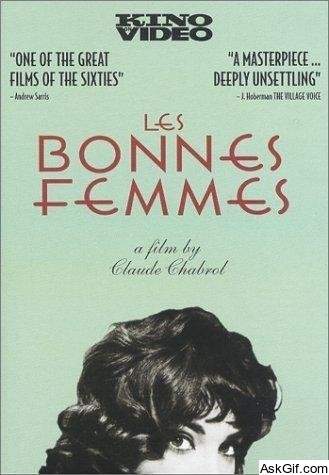 KINO
ON
VIDEO
"ONE OF THE GREAT
FILMS OF THE SIXTIES"
– Andrew Sarris
"A MASTERPIECE ...
DEEPLY UNSETTLING"
– J. Hoberman THE VILLAGE VOICE
LES
BONNES
FEMMES
a film by
Claude Chabrol
AskGif.com